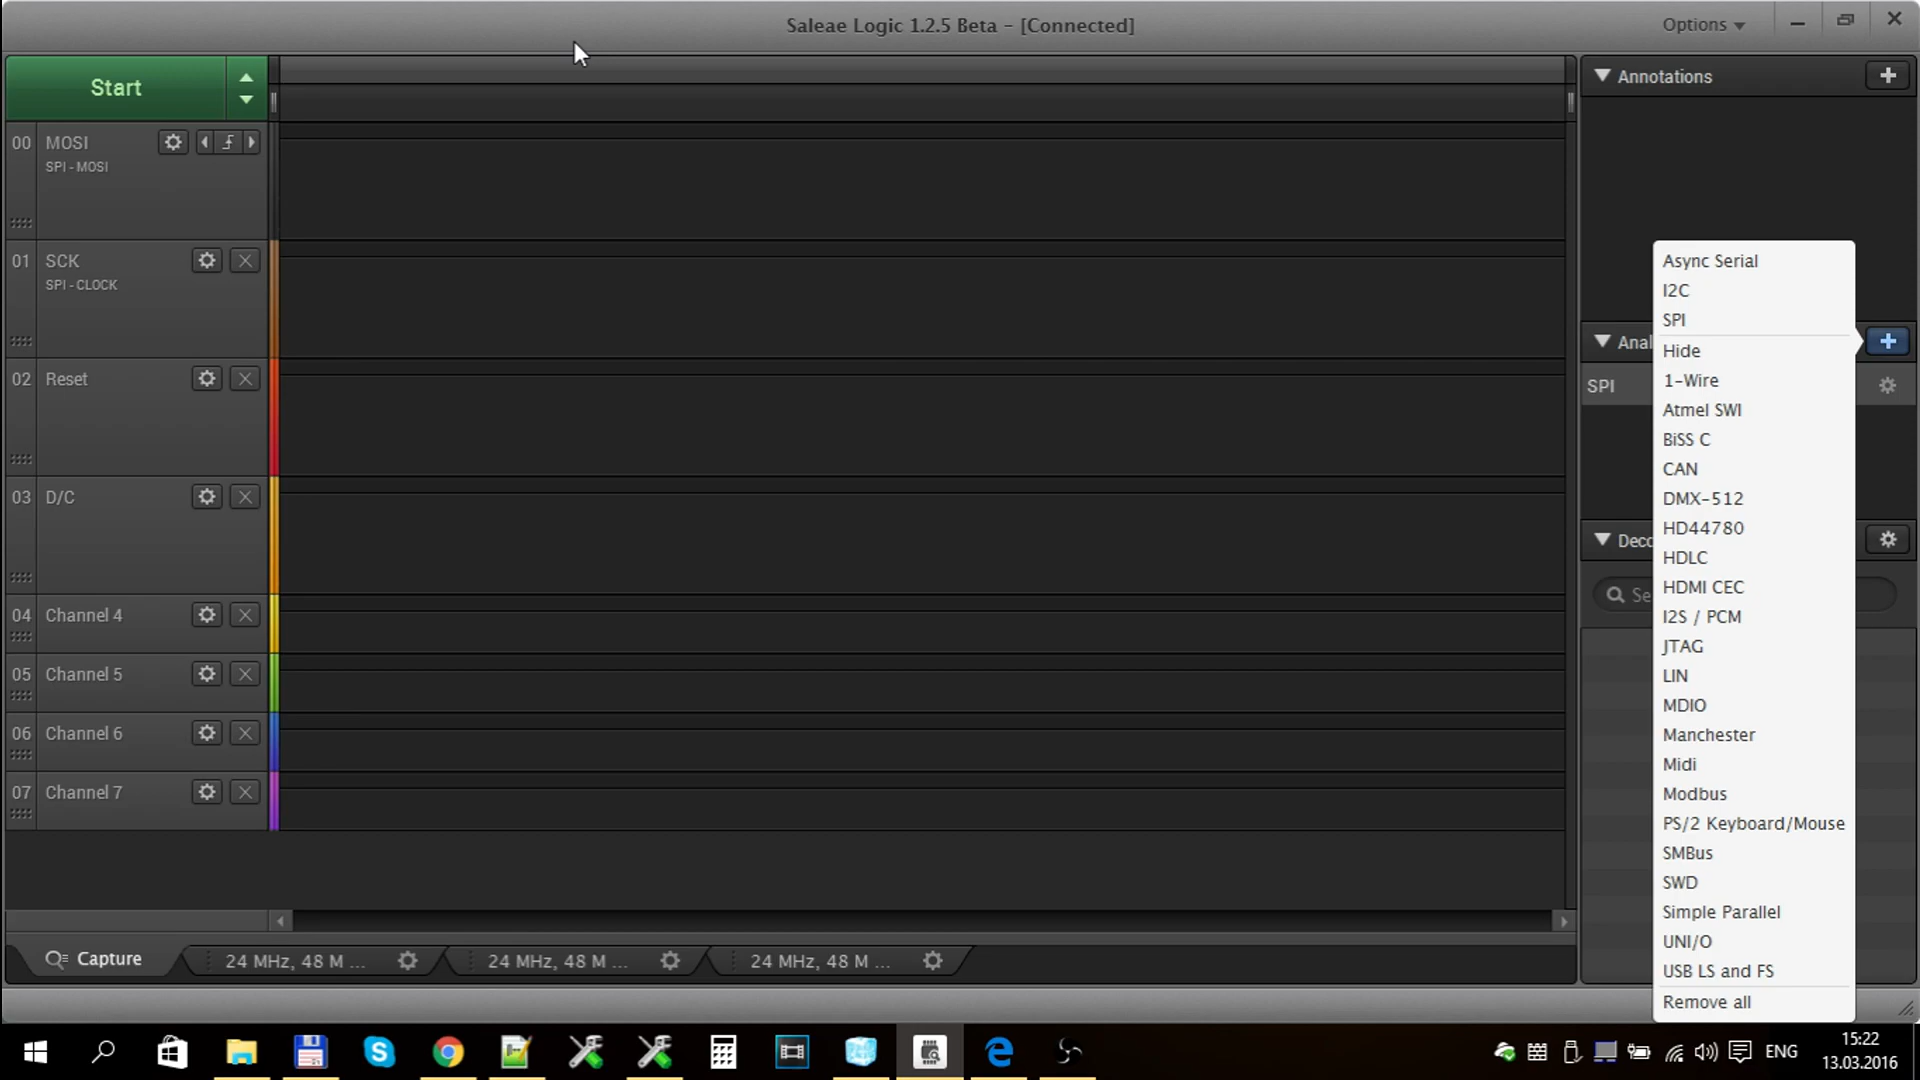 Saleae Logic 1.2.5 Beta - [Connected]
Options
Start
Annotations
00 MOSI
SPI - MOSI
01 SCK
SPI - CLOCK
02 Reset
03 D/C
04 Channel 4
05 Channel 5
06 Channel 6
07 Channel 7
Anal
SPI
Deco
Se
Async Serial
I2C
SPI
Hide
1-Wire
Atmel SWI
BiSS C
CAN
DMX-512
HD44780
HDLC
HDMI CEC
I2S / PCM
JTAG
LIN
MDIO
Manchester
Midi
Modbus
PS/2 Keyboard/Mouse
SMBus
SWD
Simple Parallel
UNI/O
USB LS and FS
Remove all
Capture
24 MHz, 48 M ...
24 MHz, 48 M ...
24 MHz, 48 M ...
ENG
15:22
13.03.2016